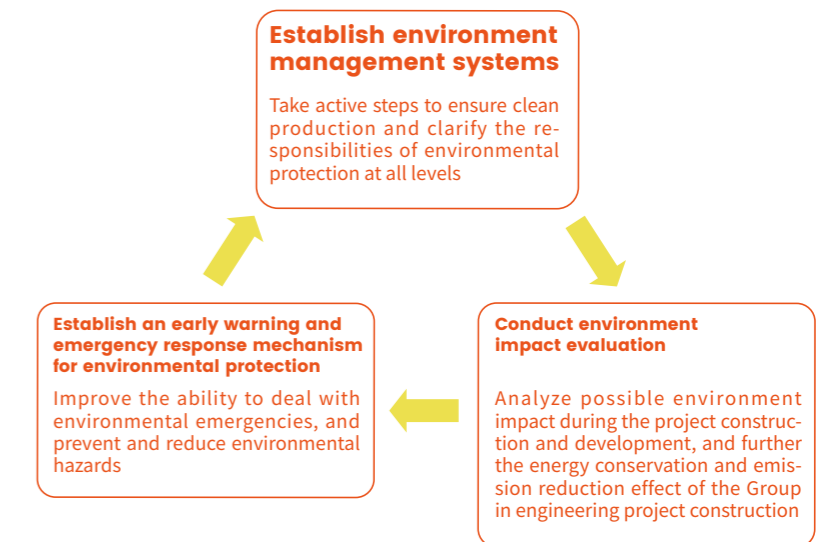 Establish environment
management systems
Take active steps to ensure clean
production and clarify the re-
sponsibilities of environmental
protection at all levels
Establish an early warning and
emergency response mechanism
for environmental protection
Improve the ability to deal with
environmental emergencies, and
prevent and reduce environmental
hazards
Conduct environment
impact evaluation
Analyze possible environment
impact during the project construc-
tion and development, and further
the energy conservation and emis-
sion reduction effect of the Group
in engineering project construction